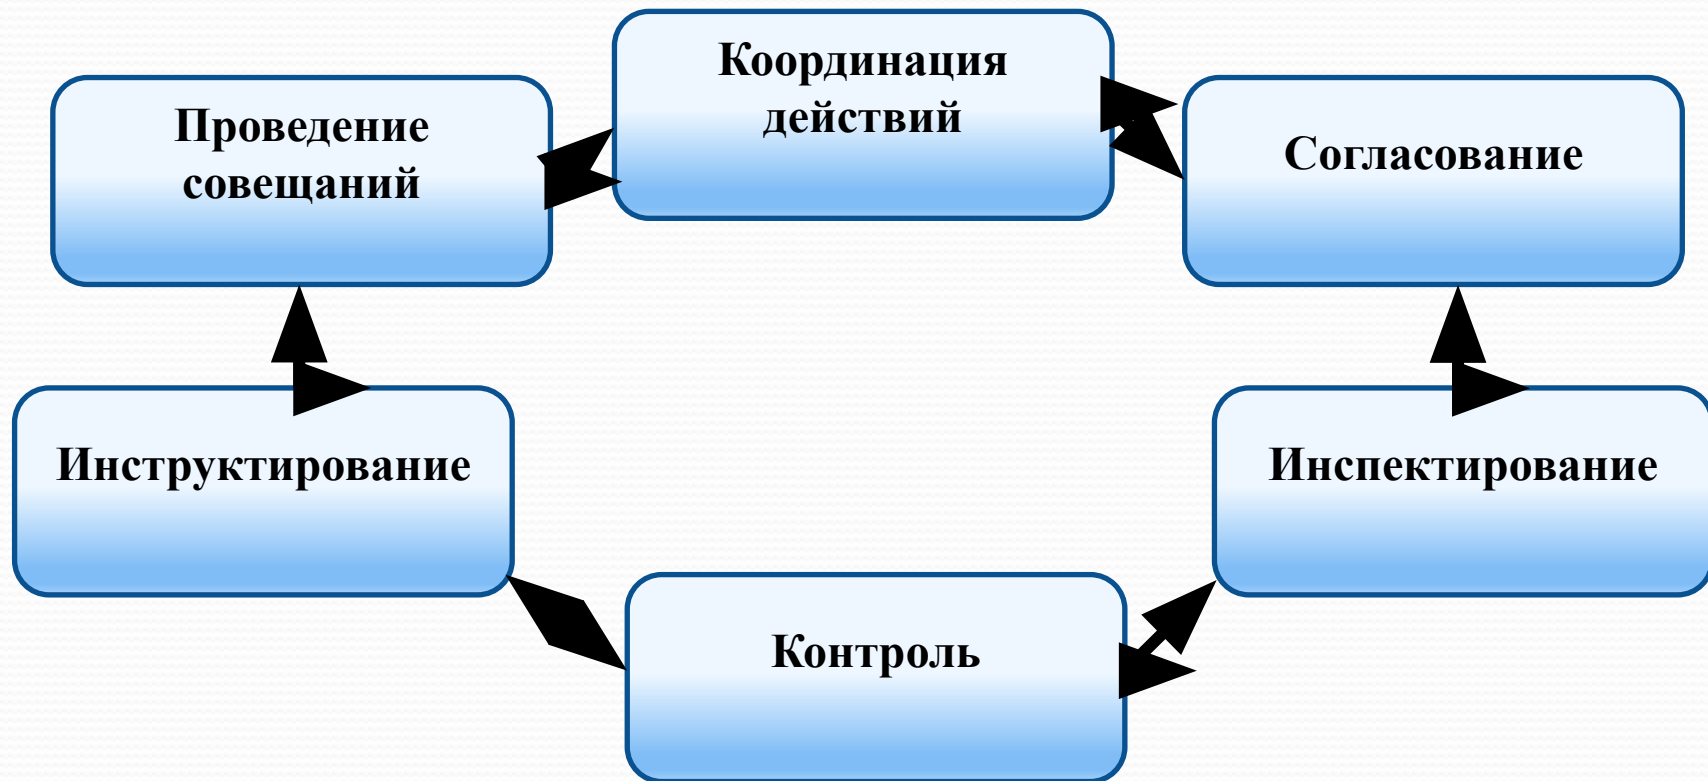 Координация
действий
Проведение
совещаний
Согласование
Инструктирование
Инспектирование
Контроль